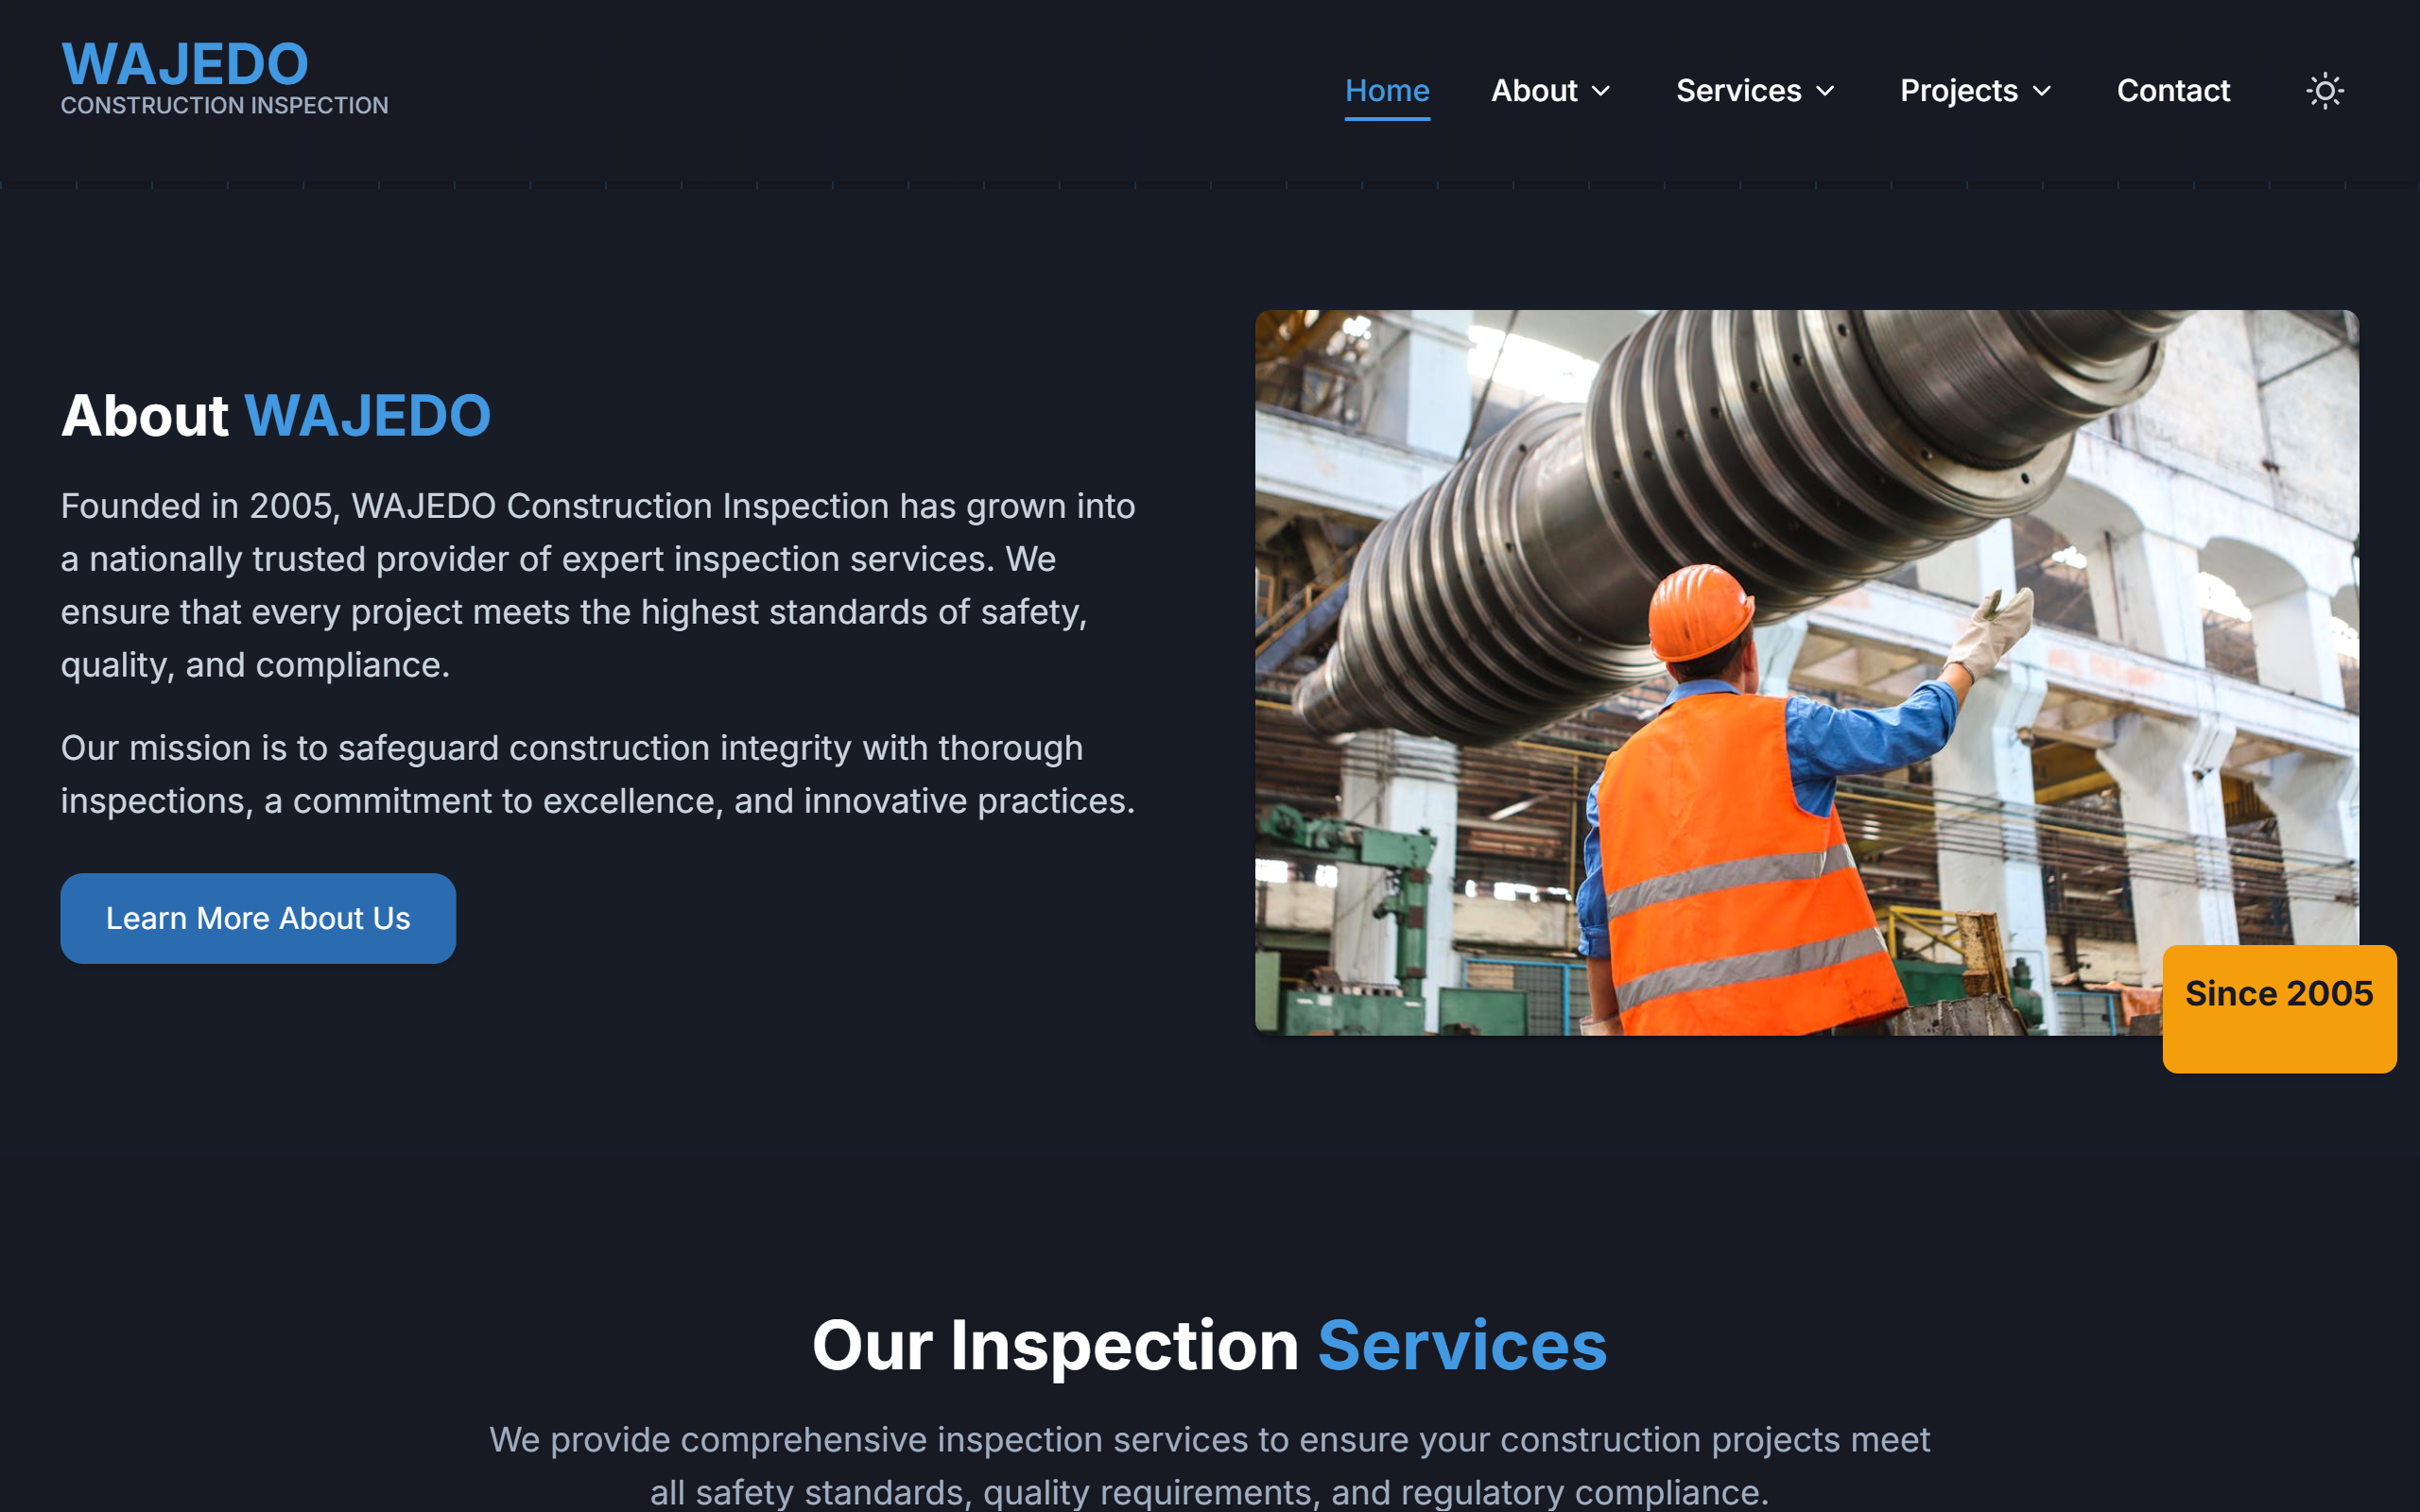 WAJEDO
CONSTRUCTION INSPECTION
Home
About
Services
Projects
Contact
About WAJEDO
Founded in 2005, WAJEDO Construction Inspection has grown into
a nationally trusted provider of expert inspection services. We
ensure that every project meets the highest standards of safety,
quality, and compliance.
Our mission is to safeguard construction integrity with thorough
inspections, a commitment to excellence, and innovative practices.
Learn More About Us
Since 2005
Our Inspection Services
We provide comprehensive inspection services to ensure your construction projects meet
all safety standards, quality requirements, and regulatory compliance.